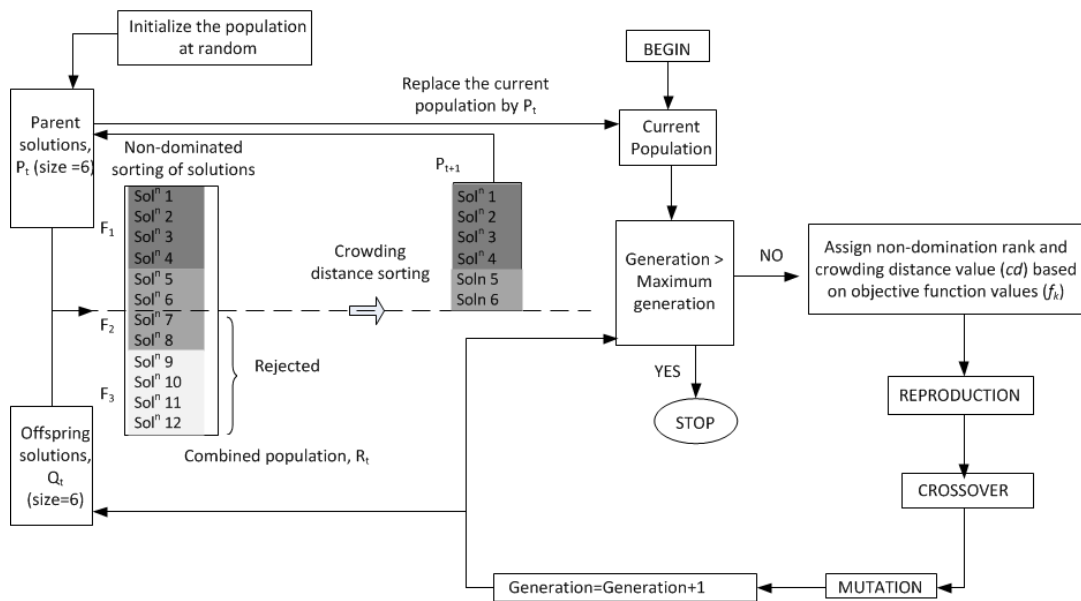 Initialize the population
at random
BEGIN
Replace the current
population by Pt
Parent
solutions,
Pt (size =6)
Current
Population
Non-dominated
sorting of solutions
Pt+1
F1
Solⁿ 1
Solⁿ 2
Solⁿ 3
Solⁿ 4
Solⁿ 5
Solⁿ 6
F2
Solⁿ 7
Solⁿ 8
F3
Solⁿ 9
Solⁿ 10
Solⁿ 11
Solⁿ 12
Rejected
Combined population, Rt
Crowding
distance sorting
Solⁿ 1
Solⁿ 2
Solⁿ 3
Solⁿ 4
Soln 5
Soln 6
Generation >
Maximum
generation
NO
Assign non-domination rank and
crowding distance value (cd) based
on objective function values (fk)
YES
STOP
REPRODUCTION
CROSSOVER
MUTATION
Generation=Generation+1
Offspring
solutions,
Qt
(size=6)